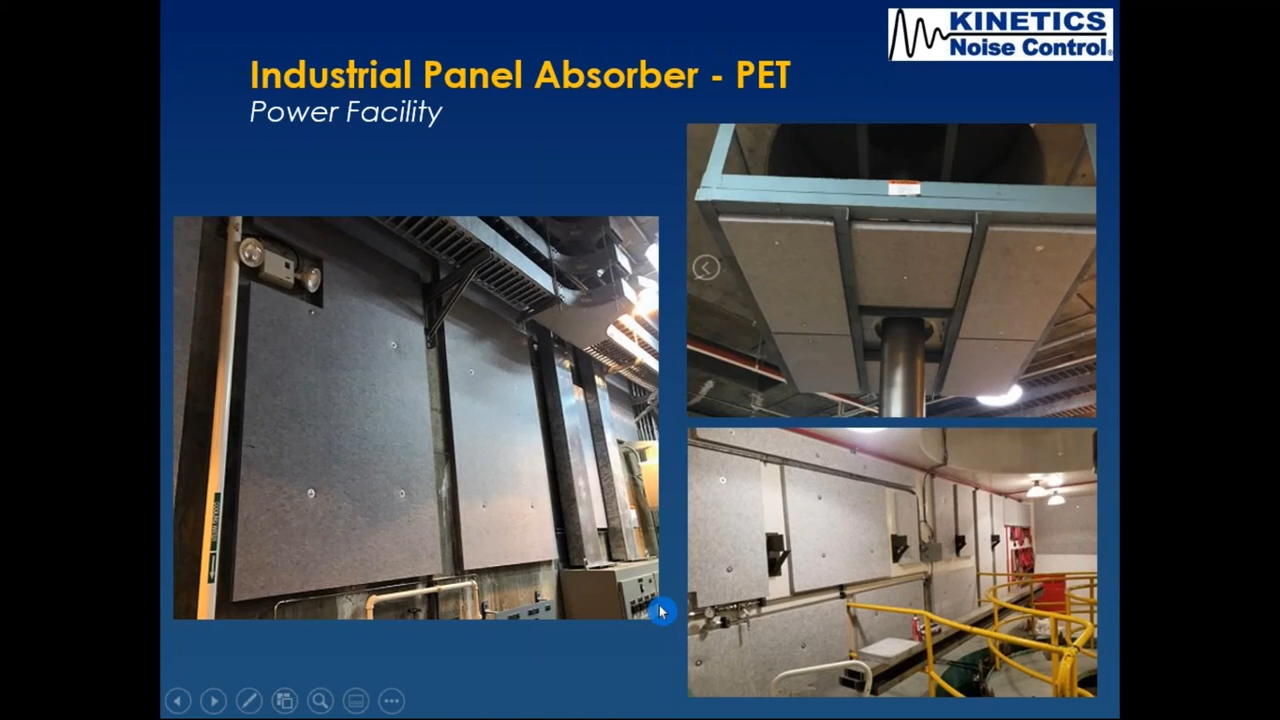 KINETICS
Noise Control
Industrial Panel Absorber - PET
Power Facility